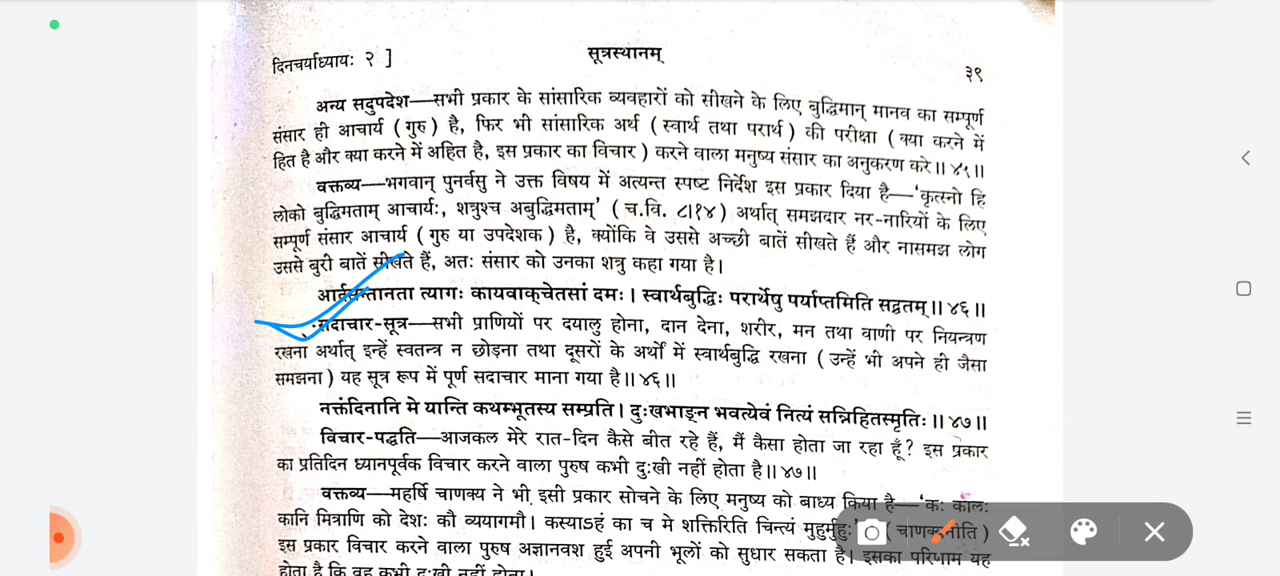 दिनचर्याध्यायः २ ]
सूत्रस्थानम्
३९
अन्य सदुपदेश—सभी प्रकार के सांसारिक व्यवहारों को सीखने के लिए बुद्धिमान् मानव का सम्पूर्ण
संसार ही आचार्य ( गुरु ) है, फिर भी सांसारिक अर्थ ( स्वार्थ तथा परार्थ ) की परीक्षा ( क्या करने में
हित है और क्या करने में अहित है, इस प्रकार का विचार ) करने वाला मनुष्य संसार का अनुकरण करे॥ ४५॥
वक्तव्य—भगवान् पुनर्वसु ने उक्त विषय में अत्यन्त स्पष्ट निर्देश इस प्रकार दिया है—'कृत्स्नो हि
लोको बुद्धिमताम् आचार्यः, शत्रुश्च अबुद्धिमताम्' ( च.वि. ८।१४ ) अर्थात् समझदार नर-नारियों के लिए
सम्पूर्ण संसार आचार्य ( गुरु या उपदेशक ) है, क्योंकि वे उससे अच्छी बातें सीखते हैं और नासमझ लोग
उससे बुरी बातें सीखते हैं, अतः संसार को उनका शत्रु कहा गया है।
आर्द्रसन्तानता त्यागः कायवाक्चेतसां दमः। स्वार्थबुद्धिः परार्थेषु पर्याप्तमिति सद्व्रतम्॥ ४६॥
सदाचार-सूत्र—सभी प्राणियों पर दयालु होना, दान देना, शरीर, मन तथा वाणी पर नियन्त्रण
रखना अर्थात् इन्हें स्वतन्त्र न छोड़ना तथा दूसरों के अर्थों में स्वार्थबुद्धि रखना ( उन्हें भी अपने ही जैसा
समझना ) यह सूत्र रूप में पूर्ण सदाचार माना गया है॥ ४६॥
नक्तंदिनानि मे यान्ति कथम्भूतस्य सम्प्रति। दुःखभाङ्न भवत्येवं नित्यं सन्निहितस्मृतिः॥ ४७॥
विचार-पद्धति—आजकल मेरे रात-दिन कैसे बीत रहे हैं, मैं कैसा होता जा रहा हूँ? इस प्रकार
का प्रतिदिन ध्यानपूर्वक विचार करने वाला पुरुष कभी दुःखी नहीं होता है॥ ४७॥
वक्तव्य—महर्षि चाणक्य ने भी इसी प्रकार सोचने के लिए मनुष्य को बाध्य किया है—'कः कालः
कानि मित्राणि को देशः कौ व्ययागमौ। कस्याऽहं का च मे शक्तिरिति चिन्त्यं मुहुर्मुहुः' ( चाणक्यनीति )
इस प्रकार विचार करने वाला पुरुष अज्ञानवश हुई अपनी भूलों को सुधार सकता है। इसका परिणाम यह
होता है कि वह कभी दुःखी नहीं होता।